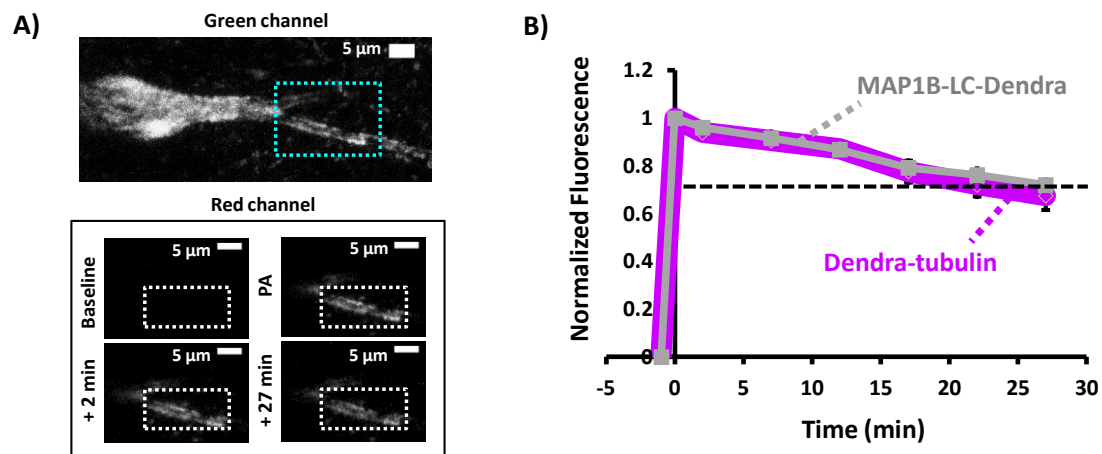 A)
Green channel
5 µm
Red channel
Baseline
5 µm
PA
5 µm
+ 2 min
5 µm
+ 27 min
5 µm
B)
Normalized Fluorescence
1.2
1
0.8
0.6
0.4
0.2
0
-5 0 5 10 15 20 25 30
Time (min)
MAP1B-LC-Dendra
Dendra-tubulin